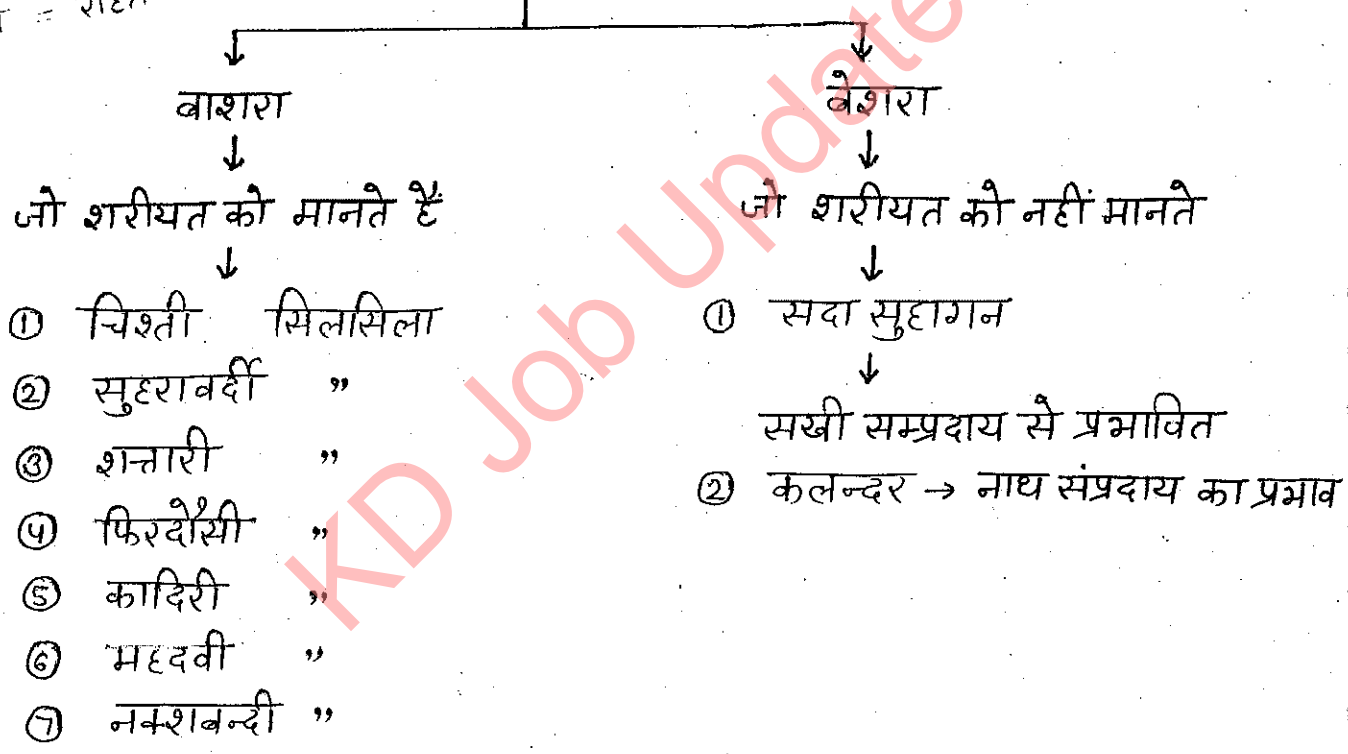 = रहित
बाशरा
बेशरा
जो शरीयत को मानते हैं
जो शरीयत को नहीं मानते
① चिश्ती सिलसिला
② सुहरावर्दी "
③ शत्तारी "
④ फिरदौसी "
⑤ कादिरी "
⑥ महदवी "
⑦ नक्शबन्दी "
① सदा सुहागन
सखी सम्प्रदाय से प्रभावित
② कलन्दर → नाथ संप्रदाय का प्रभाव
KD Job Update